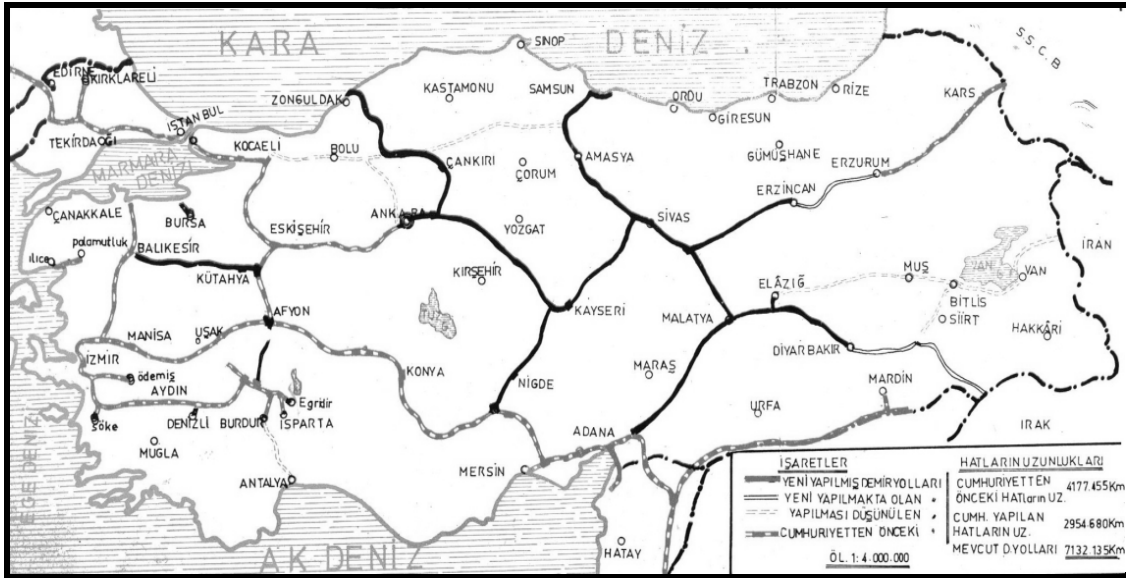 KARA DENİZ
S.S.C.B
SİNOP
EDİRNE
KIRKLARELİ
ZONGULDAK
KASTAMONU
SAMSUN
ORDU
TRABZON
RİZE
KARS
İSTANBUL
TEKİRDAĞI
KOCAELİ
BOLU
ÇANKIRI
ÇORUM
AMASYA
GİRESUN
GÜMÜŞHANE
ERZURUM
ERZİNCAN
MARMARA
DENİZİ
ÇANAKKALE
BURSA
ESKİŞEHİR
ANKARA
YOZGAT
SİVAS
İRAN
palamutluk
BALIKESİR
ılıca
KÜTAHYA
KIRŞEHİR
ELÂZIĞ
MUŞ
VAN
VAN
BİTLİS
SİİRT
AFYON
KAYSERİ
MALATYA
HAKKÂRİ
MANİSA
UŞAK
İZMİR
KONYA
NİGDE
MARAŞ
DİYARBAKIR
ödemiş
AYDIN
Egridir
MARDİN
Söke
DENİZLİ
BURDUR
ISPARTA
URFA
IRAK
MUĞLA
ADANA
MERSİN
ANTALYA
EGE DENİZ
AK DENİZ
HATAY
İŞARETLER
YENİ YAPILMIŞ DEMİRYOLLARI
YENİ YAPILMAKTA OLAN "
YAPILMASI DÜŞÜNÜLEN "
CUMHURİYETTEN ÖNCEKİ "
ÖL. 1: 4.000.000
HATLARIN UZUNLUKLARI
CUMHURİYETTEN 4177.455Km
ÖNCEKİ HATların UZ.
CUMH. YAPILAN 2954.680Km
HATLARIN UZ.
MEVCUT D.YOLLARI 7132.135Km